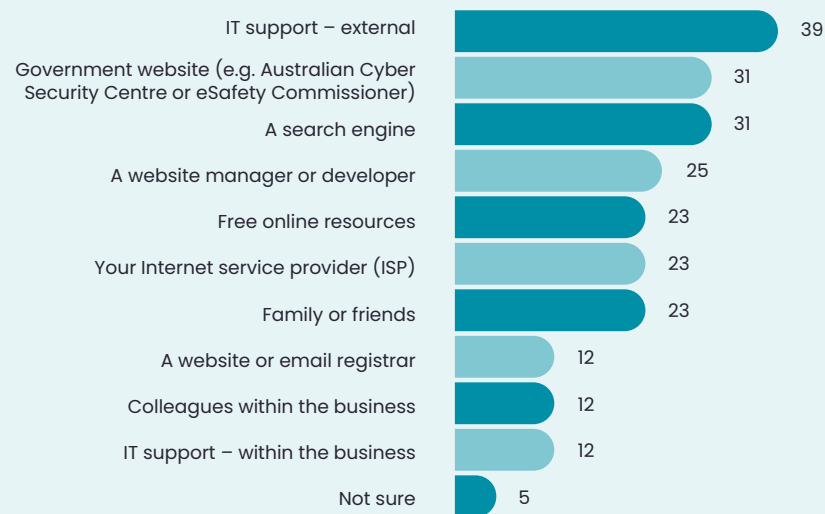 IT support – external 39
Government website (e.g. Australian Cyber
Security Centre or eSafety Commissioner) 31
A search engine 31
A website manager or developer 25
Free online resources 23
Your Internet service provider (ISP) 23
Family or friends 23
A website or email registrar 12
Colleagues within the business 12
IT support – within the business 12
Not sure 5